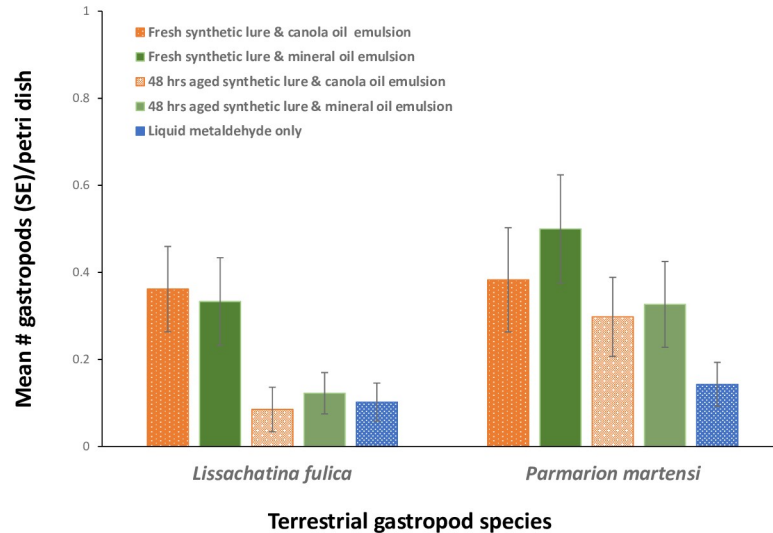 Mean # gastropods (SE)/petri dish
1
0.8
0.6
0.4
0.2
0
Fresh synthetic lure & canola oil emulsion
Fresh synthetic lure & mineral oil emulsion
48 hrs aged synthetic lure & canola oil emulsion
48 hrs aged synthetic lure & mineral oil emulsion
Liquid metaldehyde only
Lissachatina fulica
Parmarion martensi
Terrestrial gastropod species